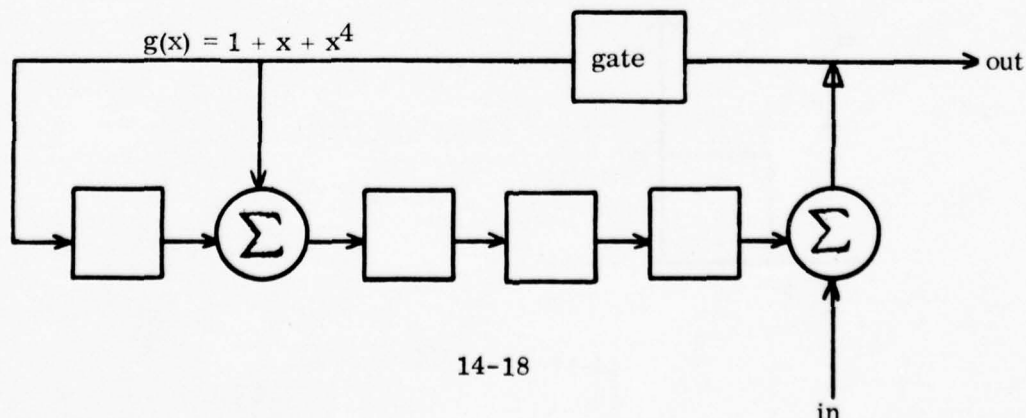 g(x) = 1 + x + x⁴
gate
out
Σ
Σ
14-18
in